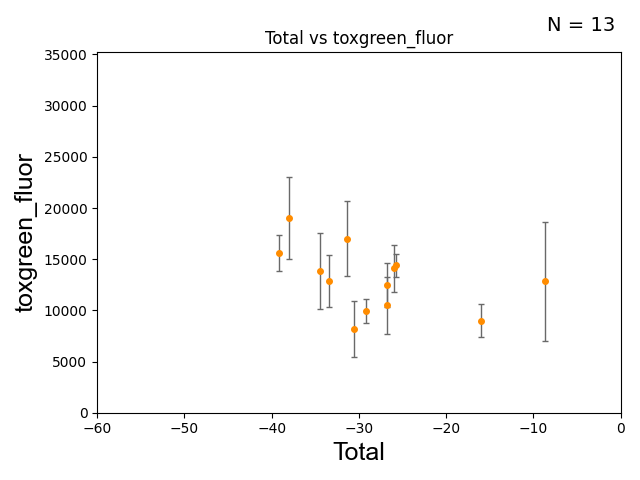 N = 13
Total vs toxgreen_fluor
35000
30000
25000
20000
15000
10000
5000
0
toxgreen_fluor
−60 −50 −40 −30 −20 −10 0
Total